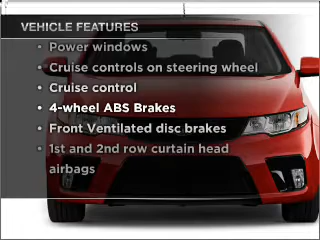 VEHICLE FEATURES
• Power windows
• Cruise controls on steering wheel
• Cruise control
• 4-wheel ABS Brakes
• Front Ventilated disc brakes
• 1st and 2nd row curtain head
airbags